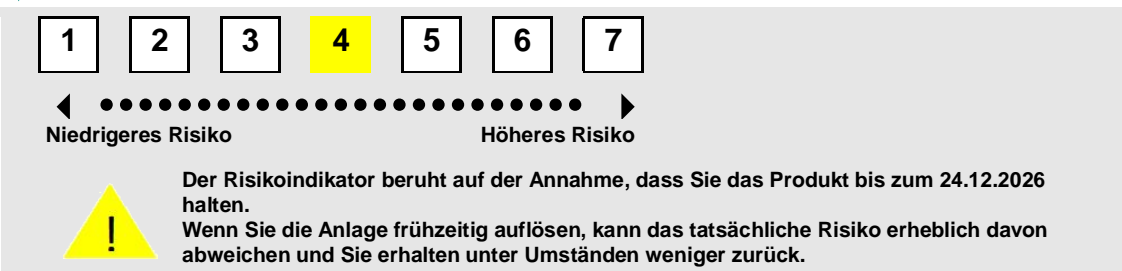 1 2 3 4 5 6 7
Niedrigeres Risiko Höheres Risiko
Der Risikoindikator beruht auf der Annahme, dass Sie das Produkt bis zum 24.12.2026
halten.
Wenn Sie die Anlage frühzeitig auflösen, kann das tatsächliche Risiko erheblich davon
abweichen und Sie erhalten unter Umständen weniger zurück.
!